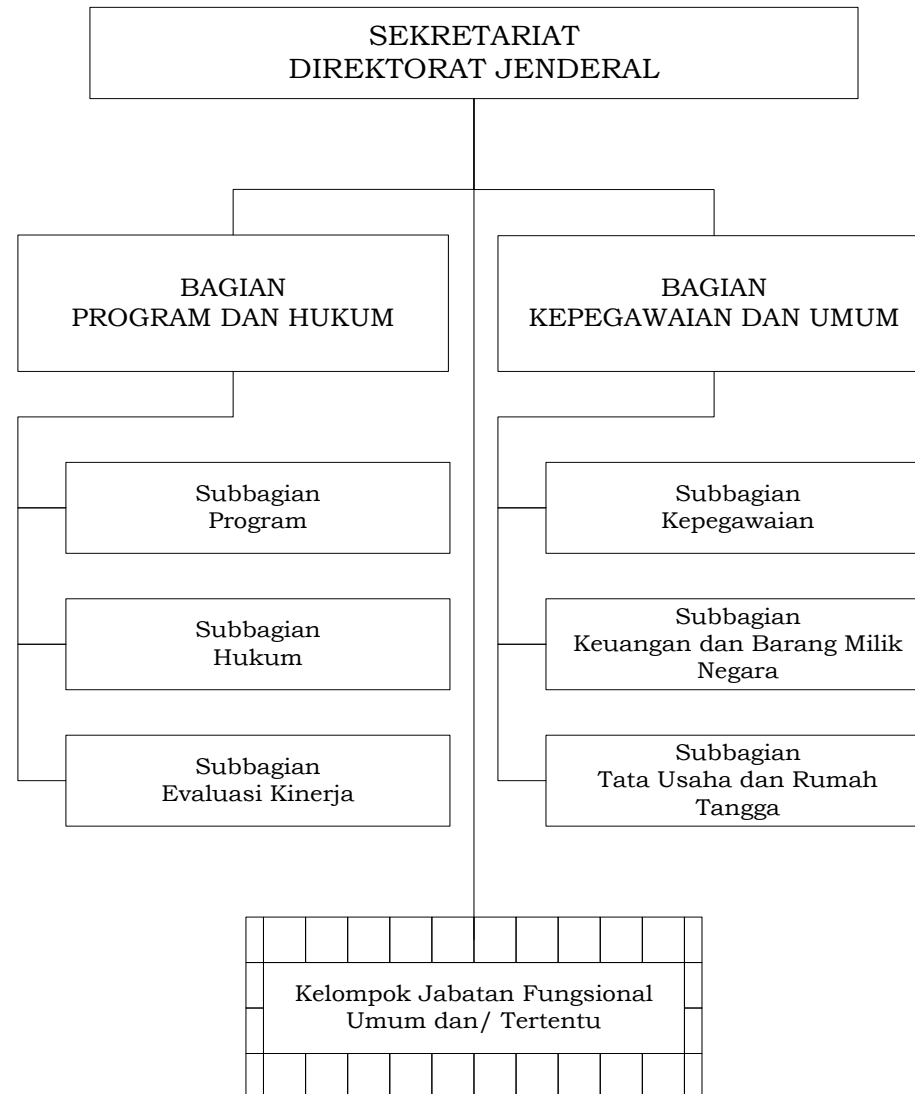 SEKRETARIAT
DIREKTORAT JENDERAL
BAGIAN
PROGRAM DAN HUKUM
BAGIAN
KEPEGAWAIAN DAN UMUM
Subbagian
Program
Subbagian
Hukum
Subbagian
Evaluasi Kinerja
Subbagian
Kepegawaian
Subbagian
Keuangan dan Barang Milik
Negara
Subbagian
Tata Usaha dan Rumah
Tangga
Kelompok Jabatan Fungsional
Umum dan/ Tertentu